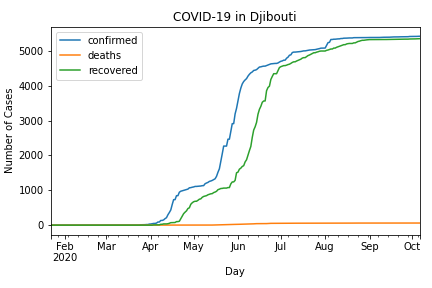 COVID-19 in Djibouti
confirmed
deaths
recovered
Number of Cases
5000
4000
3000
2000
1000
0
Feb Mar Apr May Jun Jul Aug Sep Oct
2020
Day